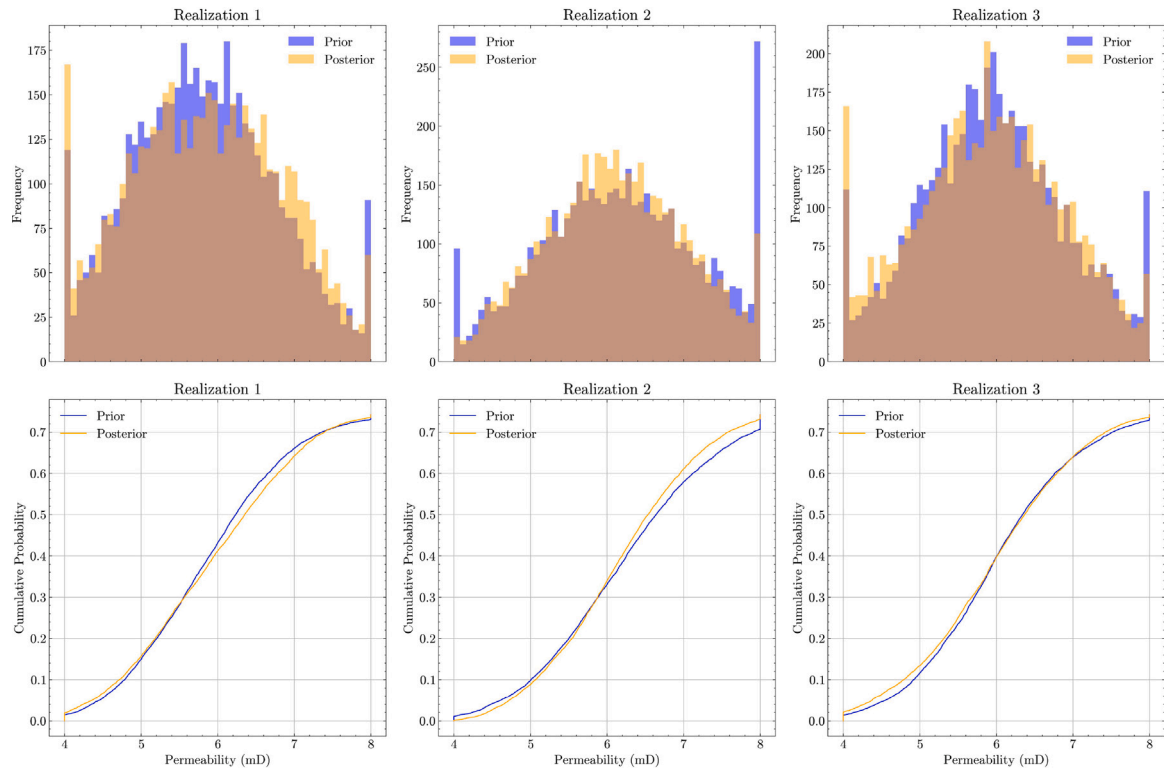 Realization 1
Realization 2
Realization 3
Prior
Posterior
Prior
Posterior
Prior
Posterior
Frequency
0
25
50
75
100
125
150
175
Frequency
0
50
100
150
200
250
Frequency
0
25
50
75
100
125
150
175
200
Realization 1
Realization 2
Realization 3
Prior
Posterior
Prior
Posterior
Prior
Posterior
Cumulative Probability
0.0
0.1
0.2
0.3
0.4
0.5
0.6
0.7
Cumulative Probability
0.0
0.1
0.2
0.3
0.4
0.5
0.6
0.7
Cumulative Probability
0.0
0.1
0.2
0.3
0.4
0.5
0.6
0.7
4 5 6 7 8
4 5 6 7 8
4 5 6 7 8
Permeability (mD)
Permeability (mD)
Permeability (mD)